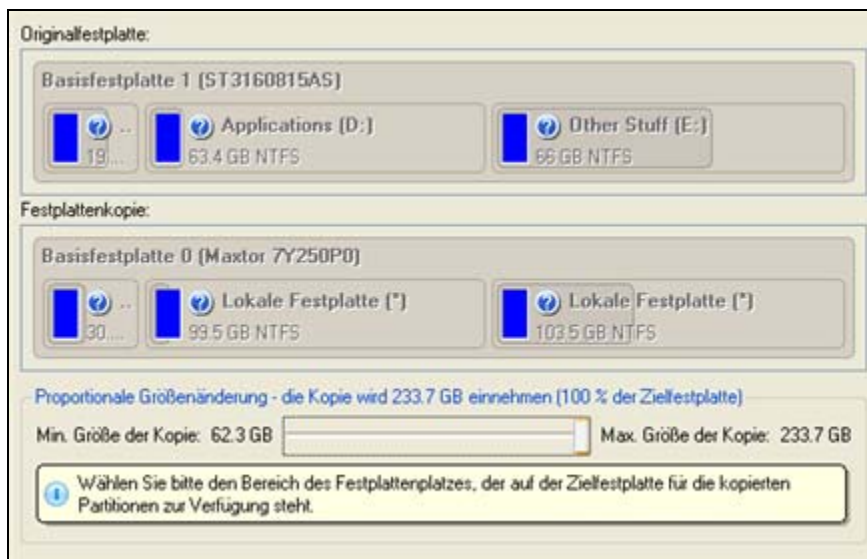 Originalfestplatte:
Basisfestplatte 1 (ST3160815AS)
..
19....
Applications (D:)
63.4 GB NTFS
Other Stuff (E:)
66 GB NTFS
Festplattenkopie:
Basisfestplatte 0 (Maxtor 7Y250P0)
..
30....
Lokale Festplatte (*)
99.5 GB NTFS
Lokale Festplatte (*)
103.5 GB NTFS
Proportionale Größenänderung - die Kopie wird 233.7 GB einnehmen (100 % der Zielfestplatte)
Min. Größe der Kopie: 62.3 GB
Max. Größe der Kopie: 233.7 GB
Wählen Sie bitte den Bereich des Festplattenplatzes, der auf der Zielfestplatte für die kopierten
Partitionen zur Verfügung steht.